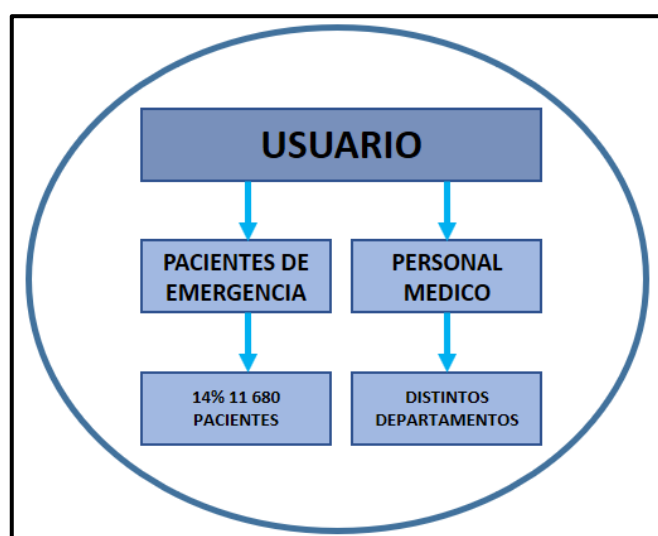 USUARIO
PACIENTES DE
EMERGENCIA
PERSONAL
MEDICO
14% 11 680
PACIENTES
DISTINTOS
DEPARTAMENTOS